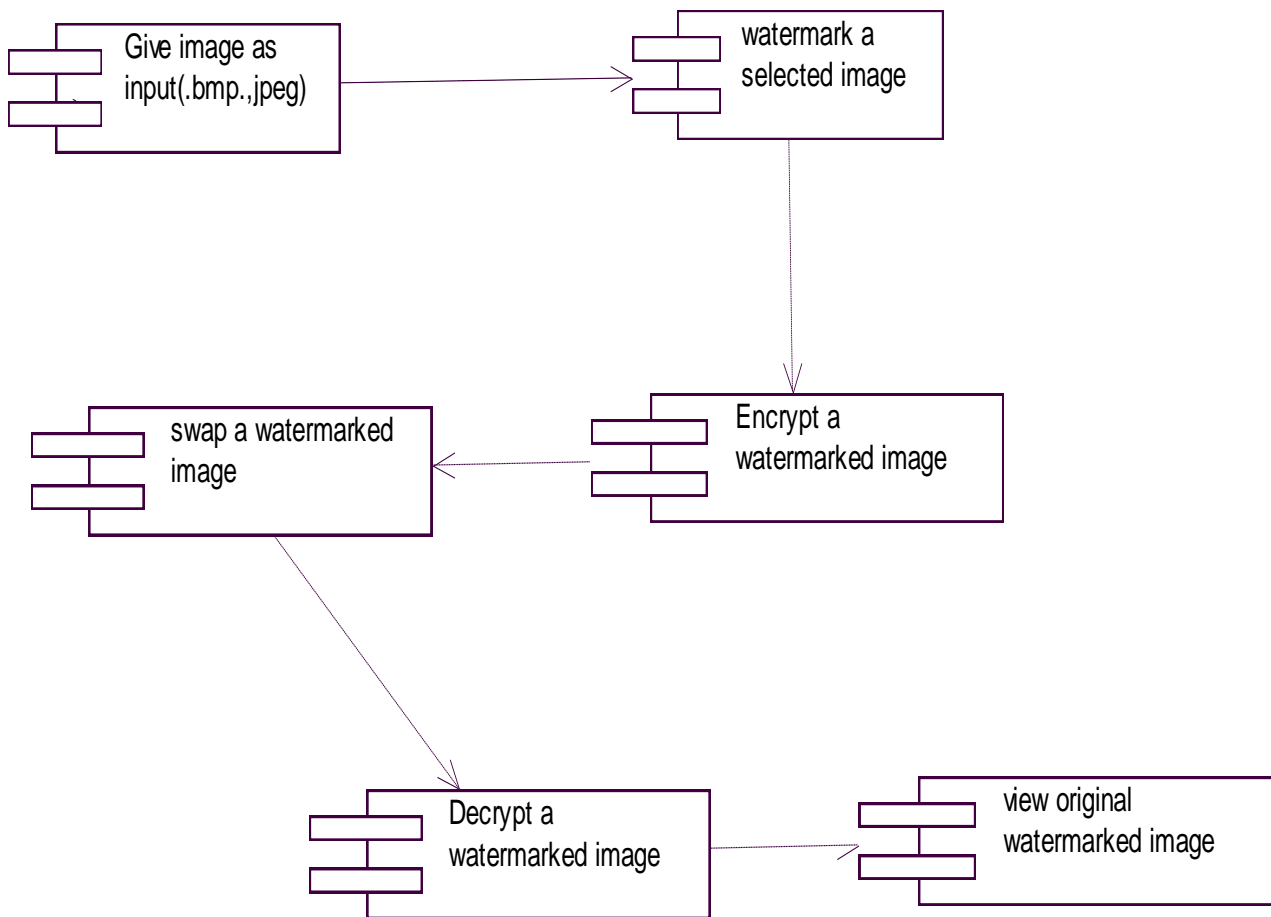 Give image as
input(.bmp.,jpeg)
watermark a
selected image
Encrypt a
watermarked image
swap a watermarked
image
Decrypt a
watermarked image
view original
watermarked image